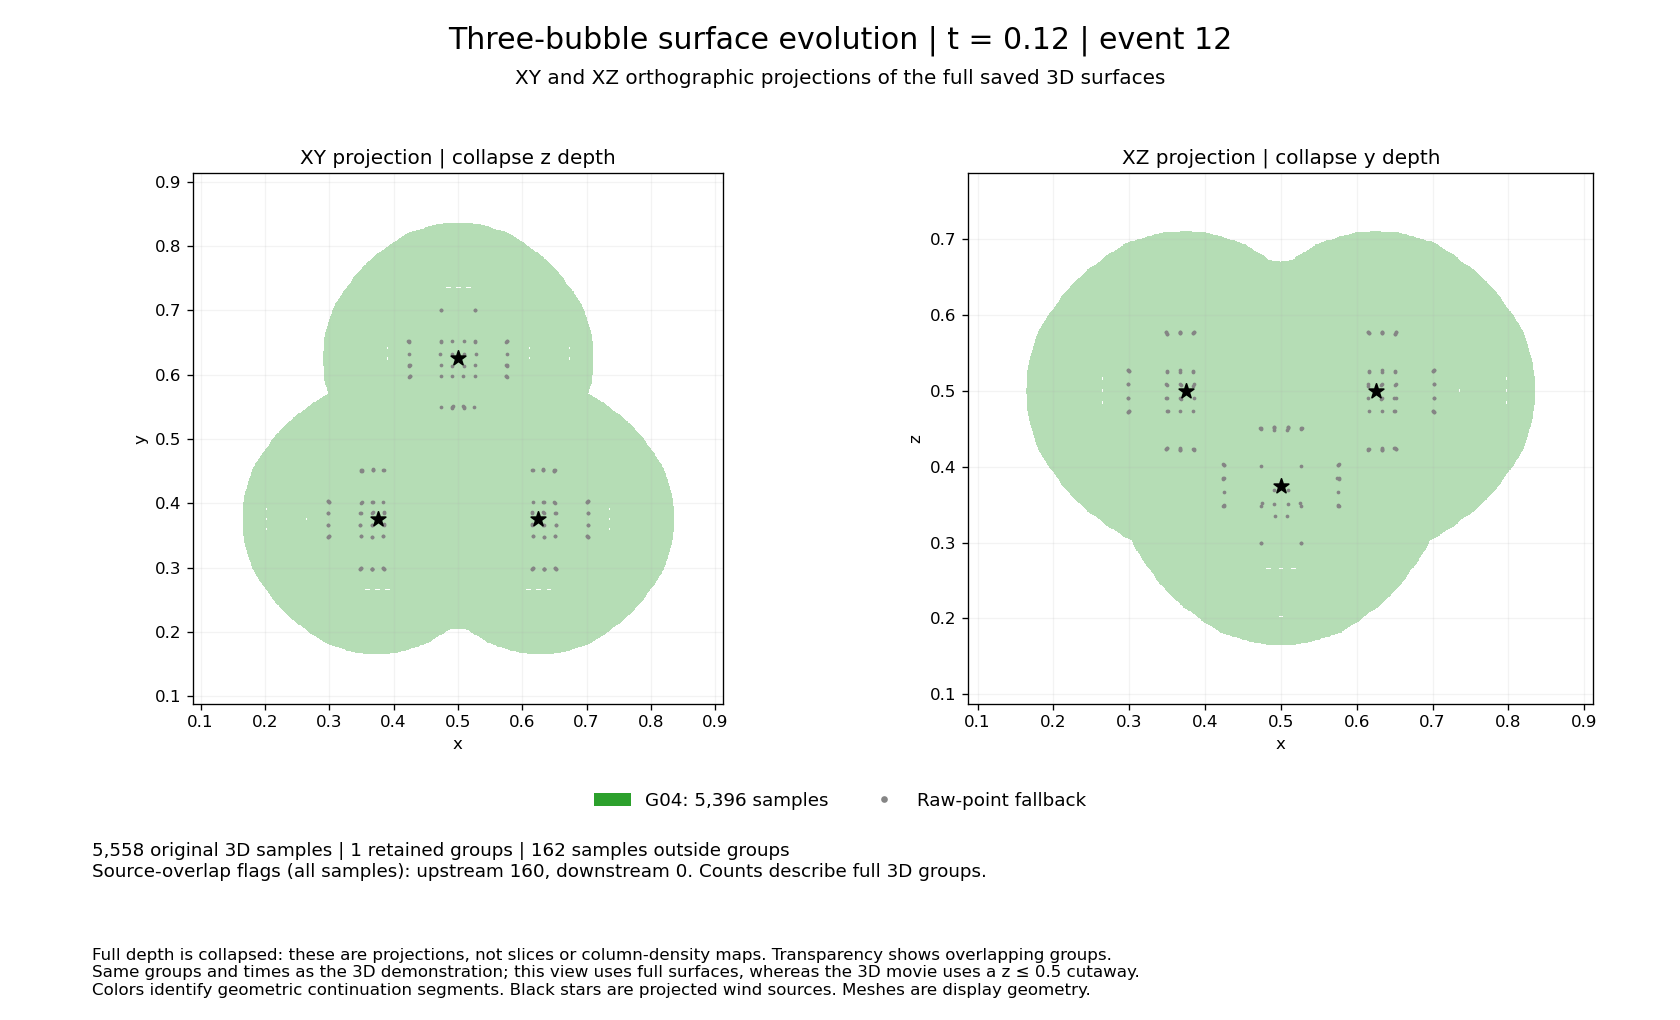 Three-bubble surface evolution | t = 0.12 | event 12
XY and XZ orthographic projections of the full saved 3D surfaces
XY projection | collapse z depth
0.9
0.8
0.7
0.6
0.5
0.4
0.3
0.2
0.1
y
0.1 0.2 0.3 0.4 0.5 0.6 0.7 0.8 0.9
x
XZ projection | collapse y depth
0.7
0.6
0.5
0.4
0.3
0.2
0.1
z
0.1 0.2 0.3 0.4 0.5 0.6 0.7 0.8 0.9
x
G04: 5,396 samples
Raw-point fallback
5,558 original 3D samples | 1 retained groups | 162 samples outside groups
Source-overlap flags (all samples): upstream 160, downstream 0. Counts describe full 3D groups.
Full depth is collapsed: these are projections, not slices or column-density maps. Transparency shows overlapping groups.
Same groups and times as the 3D demonstration; this view uses full surfaces, whereas the 3D movie uses a z ≤ 0.5 cutaway.
Colors identify geometric continuation segments. Black stars are projected wind sources. Meshes are display geometry.